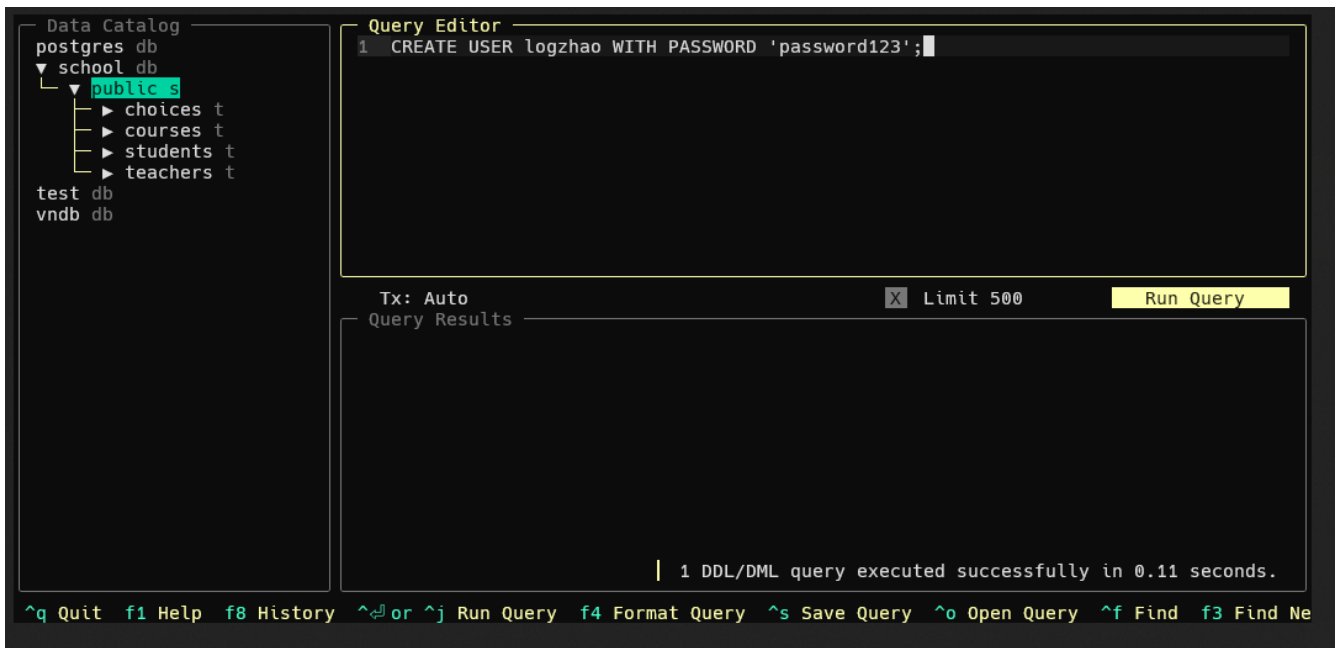 Data Catalog
postgres db
▼ school db
▼ public s
▶ choices t
▶ courses t
▶ students t
▶ teachers t
test db
vndb db
Query Editor
1 CREATE USER logzhao WITH PASSWORD 'password123';
Tx: Auto
X Limit 500
Run Query
Query Results
1 DDL/DML query executed successfully in 0.11 seconds.
^q Quit f1 Help f8 History ^⏎ or ^j Run Query f4 Format Query ^s Save Query ^o Open Query ^f Find f3 Find Ne